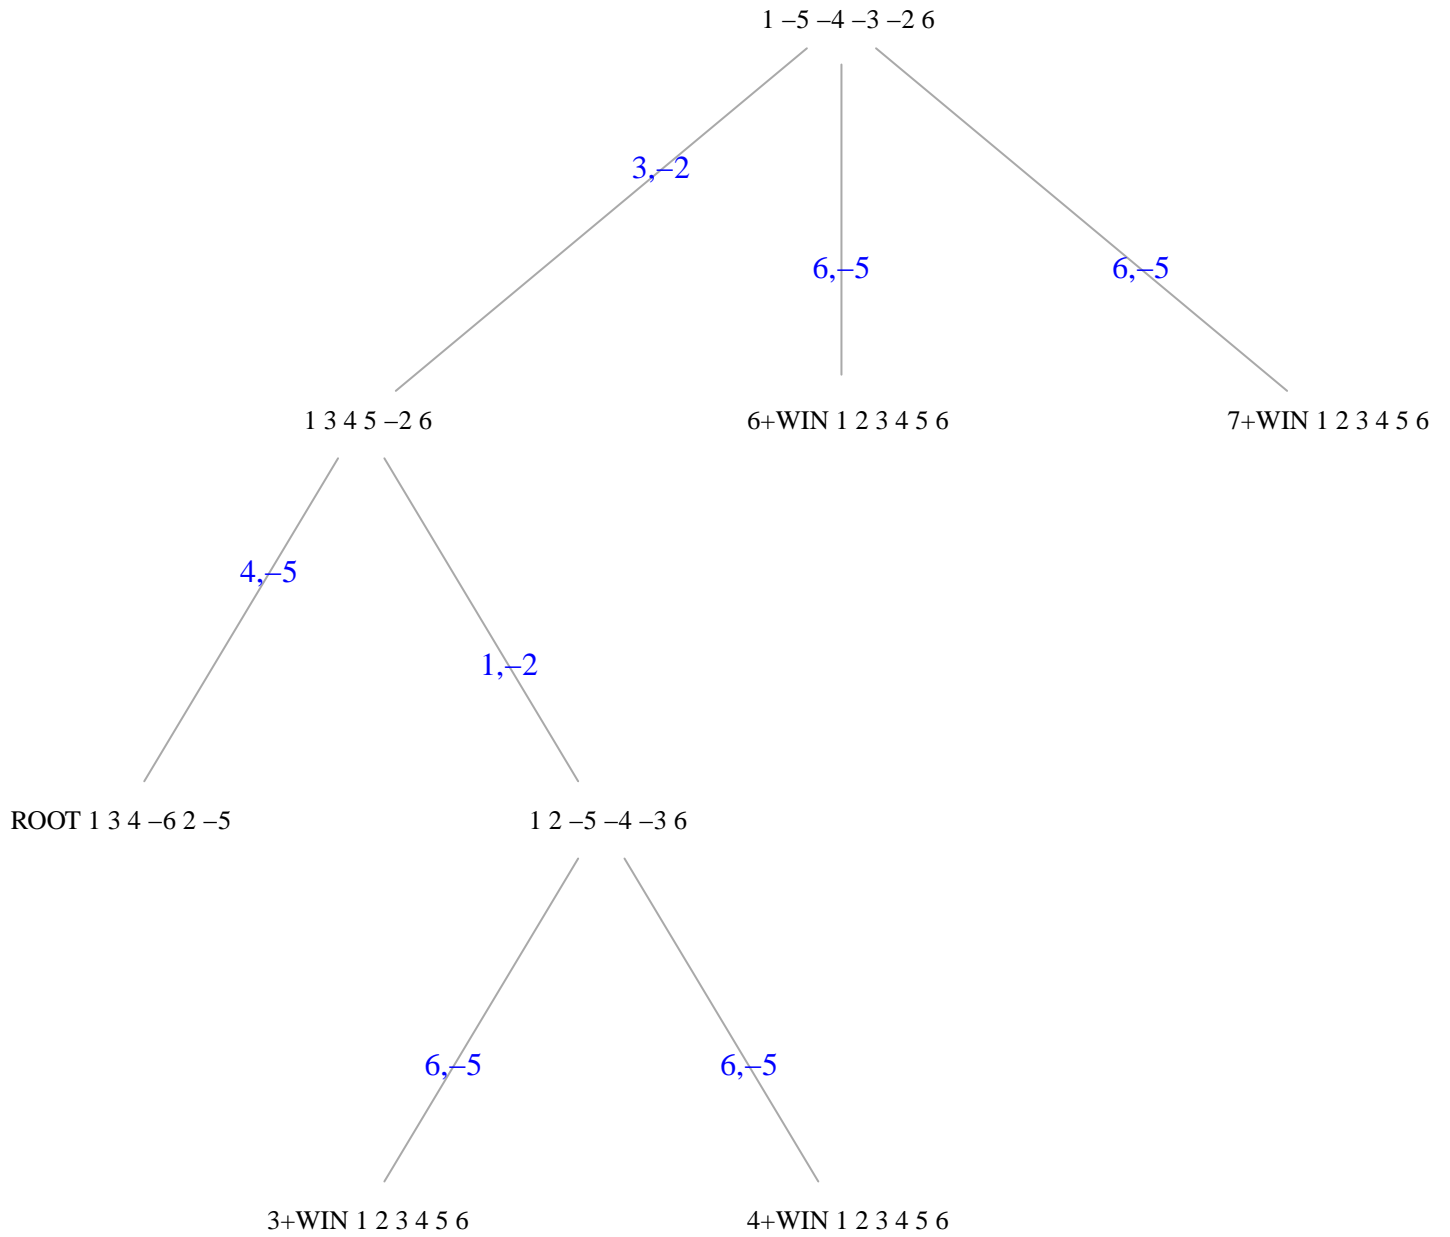 1 –5 –4 –3 –2 6
3,–2
6,–5
6,–5
1 3 4 5 –2 6
6+WIN 1 2 3 4 5 6
7+WIN 1 2 3 4 5 6
4,–5
1,–2
ROOT 1 3 4 –6 2 –5
1 2 –5 –4 –3 6
6,–5
6,–5
3+WIN 1 2 3 4 5 6
4+WIN 1 2 3 4 5 6